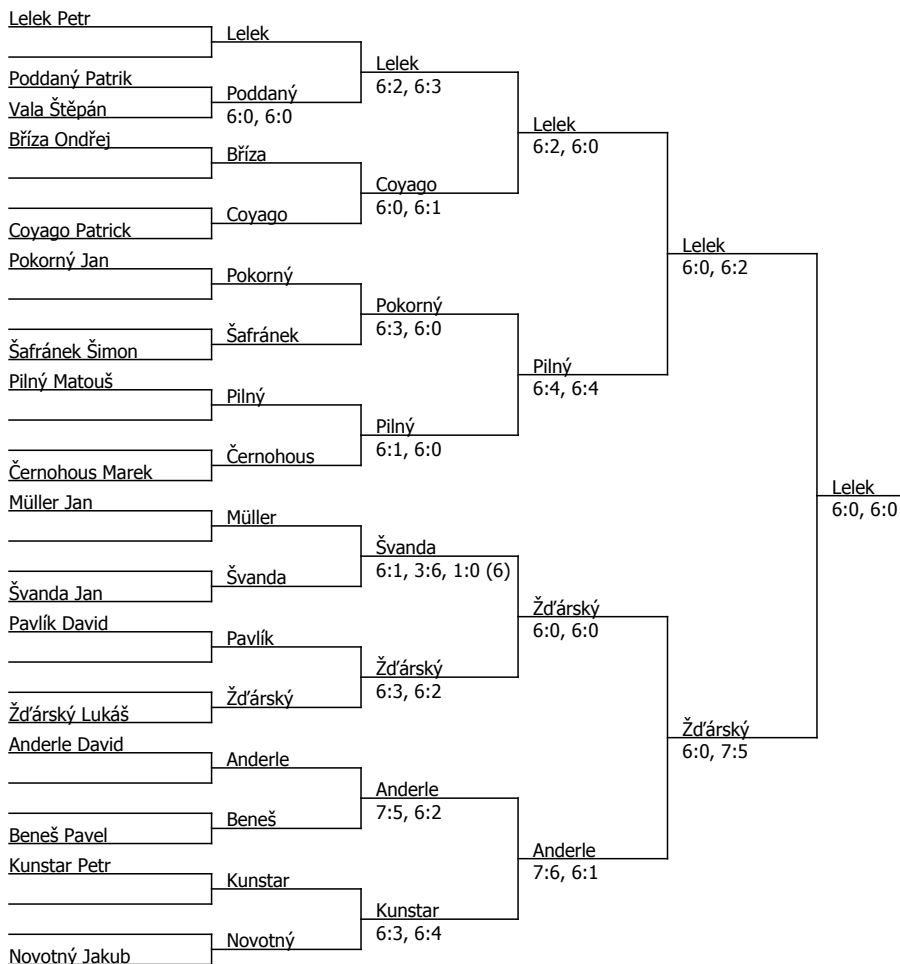 Lelek Petr
Lelek
Lelek
6:2, 6:3
Poddaný Patrik
Poddaný
6:0, 6:0
Vala Štěpán
Lelek
6:2, 6:0
Bříza Ondřej
Bříza
Coyago
6:0, 6:1
Coyago
Coyago Patrick
Lelek
6:0, 6:2
Pokorný Jan
Pokorný
Pokorný
6:3, 6:0
Šafránek
Šafránek Šimon
Pilný
6:4, 6:4
Pilný Matouš
Pilný
Pilný
6:1, 6:0
Černohous
Černohous Marek
Lelek
6:0, 6:0
Müller Jan
Müller
Švanda
6:1, 3:6, 1:0 (6)
Švanda
Švanda Jan
Žďárský
6:0, 6:0
Pavlík David
Pavlík
Žďárský
6:3, 6:2
Žďárský
Žďárský Lukáš
Žďárský
6:0, 7:5
Anderle David
Anderle
Anderle
7:5, 6:2
Beneš
Beneš Pavel
Anderle
7:6, 6:1
Kunstar Petr
Kunstar
Kunstar
6:3, 6:4
Novotný
Novotný Jakub